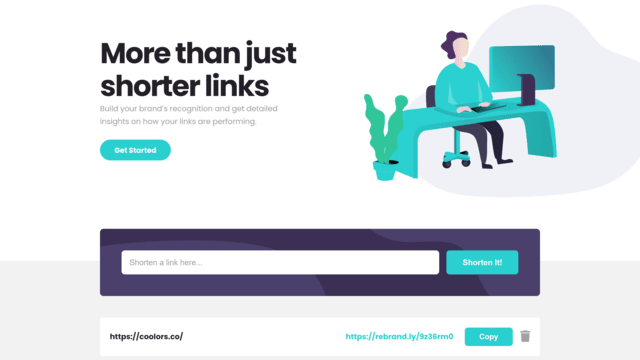 More than just
shorter links
Build your brand's recognition and get detailed
insights on how your links are performing.
Get Started
Shorten a link here...
Shorten It!
https://coolors.co/
https://rebrand.ly/9z36rm0
Copy